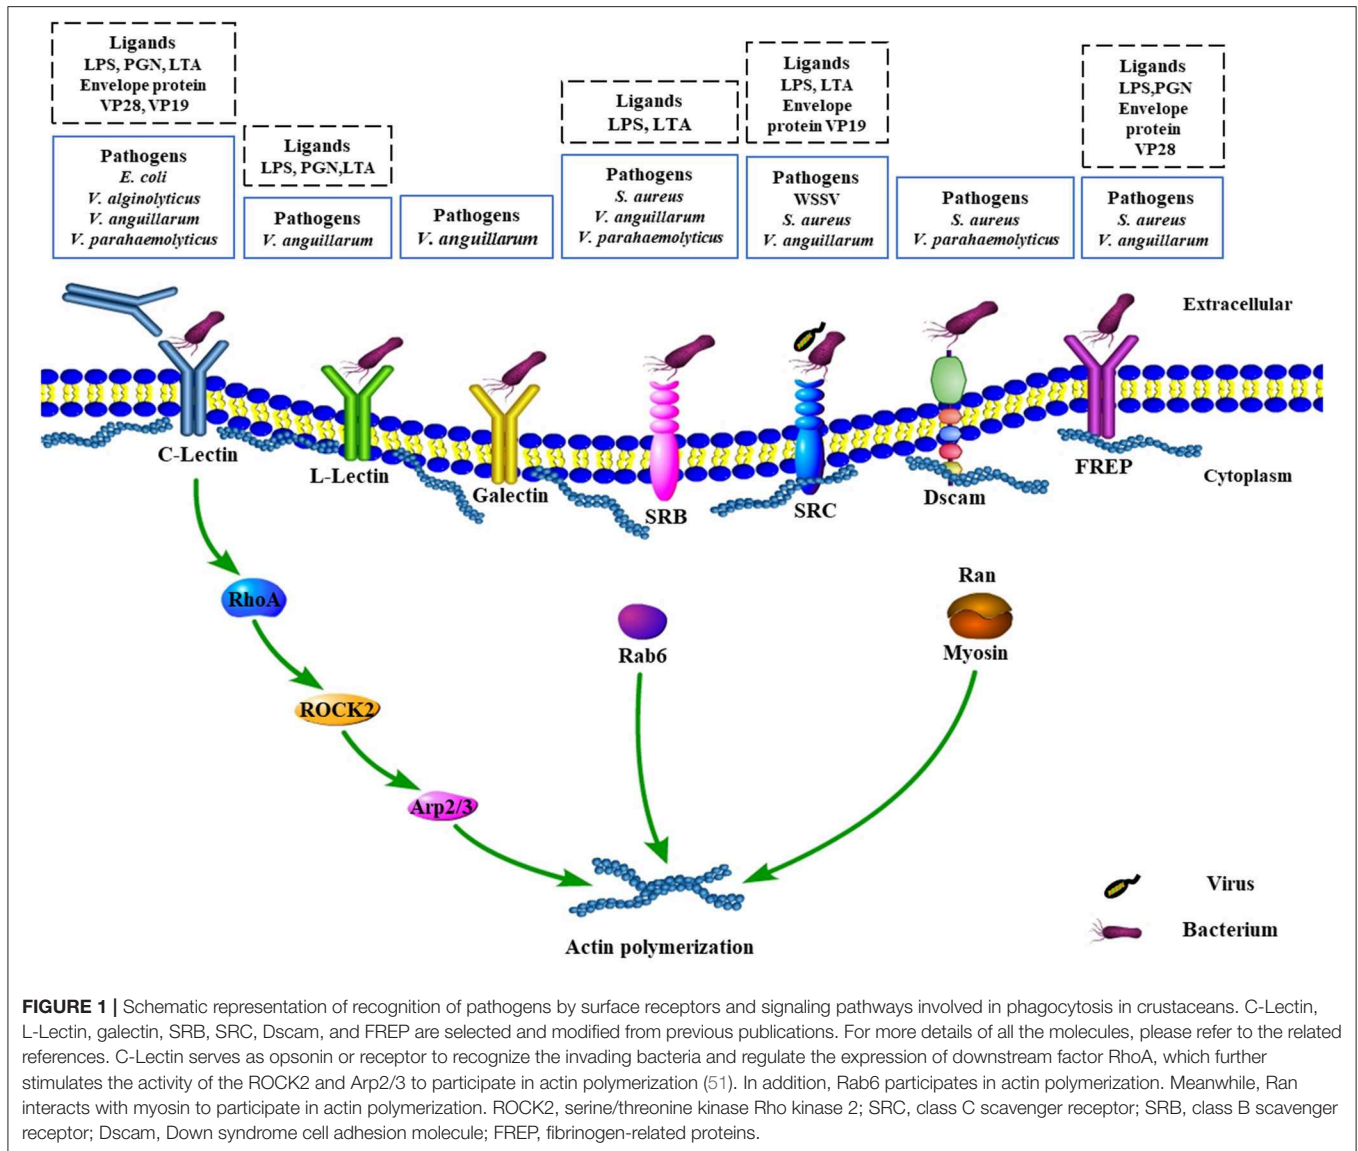 Ligands
LPS, PGN, LTA
Envelope protein
VP28, VP19
Pathogens
E. coli
V. alginolyticus
V. anguillarum
V. parahaemolyticus
Ligands
LPS, PGN,LTA
Pathogens
V. anguillarum
Pathogens
V. anguillarum
Ligands
LPS, LTA
Pathogens
S. aureus
V. anguillarum
V. parahaemolyticus
Ligands
LPS, LTA
Envelope
protein VP19
Pathogens
WSSV
S. aureus
V. anguillarum
Pathogens
S. aureus
V. parahaemolyticus
Ligands
LPS,PGN
Envelope
protein
VP28
Pathogens
S. aureus
V. anguillarum
Extracellular
C-Lectin
L-Lectin
Galectin
SRB
SRC
Dscam
FREP
Cytoplasm
RhoA
ROCK2
Arp2/3
Rab6
Ran
Myosin
Actin polymerization
Virus
Bacterium
FIGURE 1 | Schematic representation of recognition of pathogens by surface receptors and signaling pathways involved in phagocytosis in crustaceans. C-Lectin,
L-Lectin, galectin, SRB, SRC, Dscam, and FREP are selected and modified from previous publications. For more details of all the molecules, please refer to the related
references. C-Lectin serves as opsonin or receptor to recognize the invading bacteria and regulate the expression of downstream factor RhoA, which further
stimulates the activity of the ROCK2 and Arp2/3 to participate in actin polymerization (51). In addition, Rab6 participates in actin polymerization. Meanwhile, Ran
interacts with myosin to participate in actin polymerization. ROCK2, serine/threonine kinase Rho kinase 2; SRC, class C scavenger receptor; SRB, class B scavenger
receptor; Dscam, Down syndrome cell adhesion molecule; FREP, fibrinogen-related proteins.